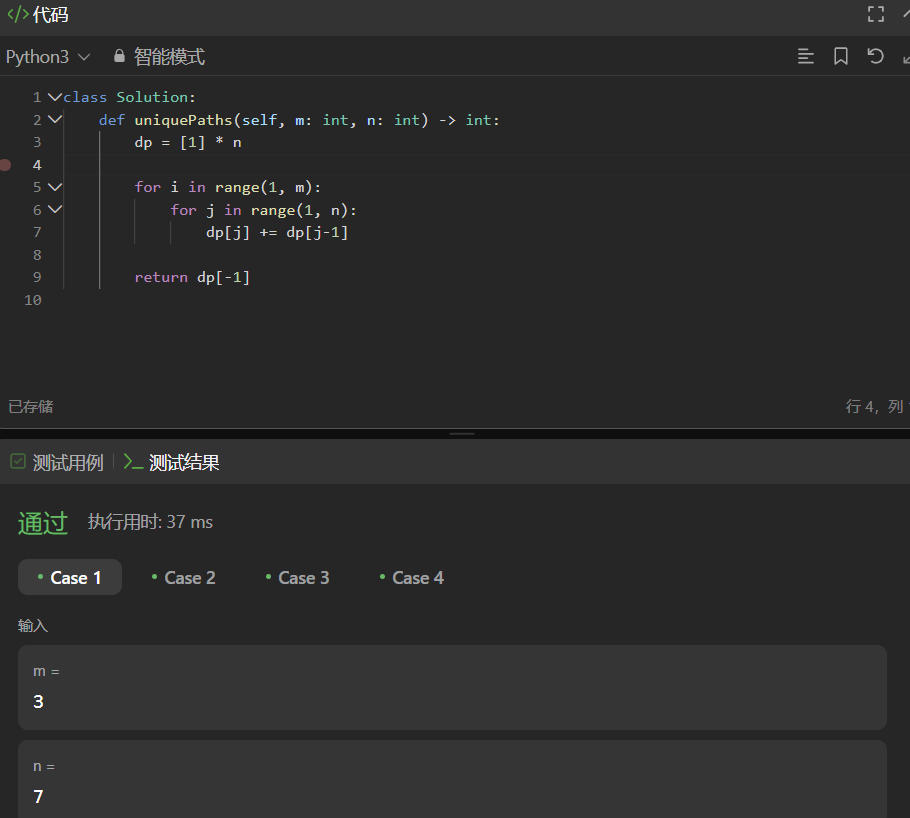 </> 代码
Python3 智能模式
1 class Solution:
2 def uniquePaths(self, m: int, n: int) -> int:
3 dp = [1] * n
4
5 for i in range(1, m):
6 for j in range(1, n):
7 dp[j] += dp[j-1]
8
9 return dp[-1]
10
已存储 行 4，列
测试用例 测试结果
通过 执行用时: 37 ms
Case 1 Case 2 Case 3 Case 4
输入
m =
3
n =
7